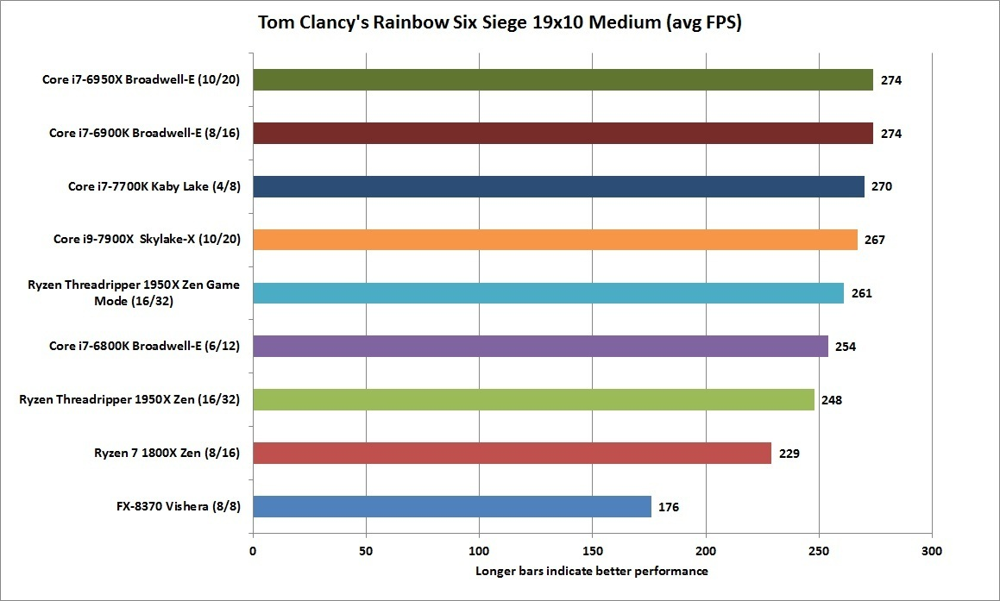 Tom Clancy's Rainbow Six Siege 19x10 Medium (avg FPS)
Core i7-6950X Broadwell-E (10/20)
274
Core i7-6900K Broadwell-E (8/16)
274
Core i7-7700K Kaby Lake (4/8)
270
Core i9-7900X Skylake-X (10/20)
267
Ryzen Threadripper 1950X Zen Game
Mode (16/32)
261
Core i7-6800K Broadwell-E (6/12)
254
Ryzen Threadripper 1950X Zen (16/32)
248
Ryzen 7 1800X Zen (8/16)
229
FX-8370 Vishera (8/8)
176
0 50 100 150 200 250 300
Longer bars indicate better performance